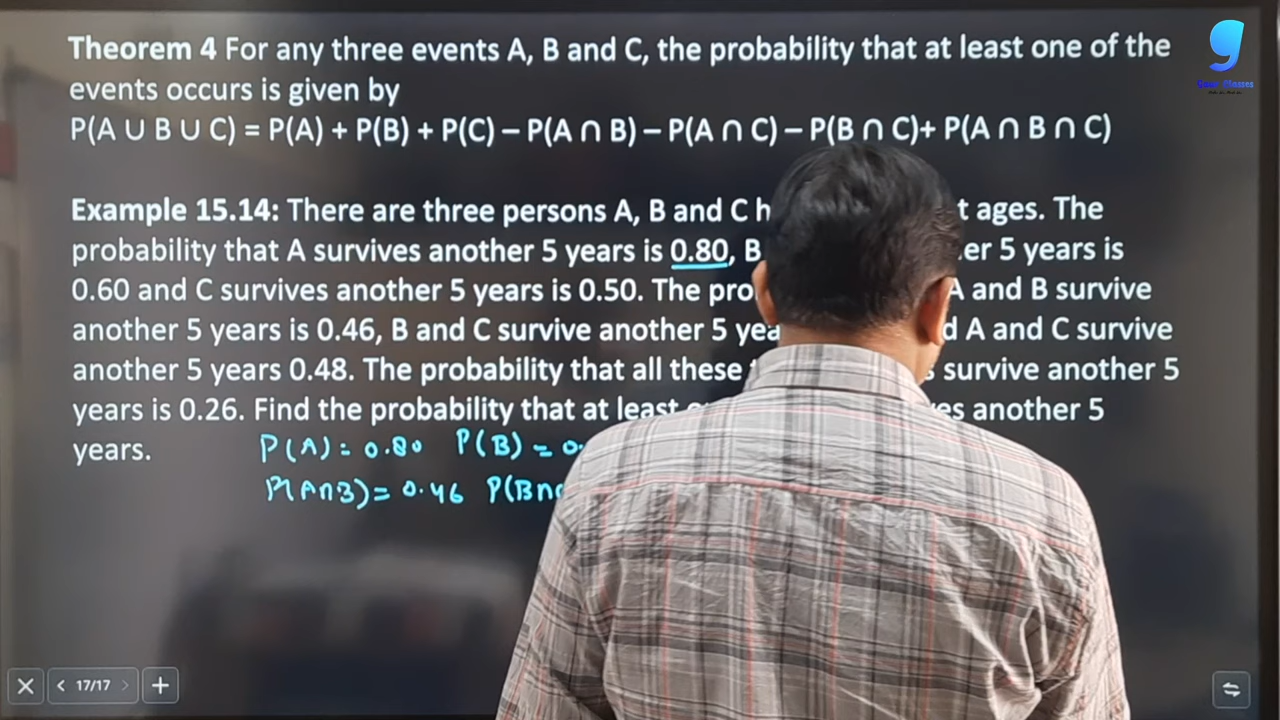 Theorem 4 For any three events A, B and C, the probability that at least one of the
events occurs is given by
P(A ∪ B ∪ C) = P(A) + P(B) + P(C) – P(A ∩ B) – P(A ∩ C) – P(B ∩ C)+ P(A ∩ B ∩ C)
Example 15.14: There are three persons A, B and C t ages. The
probability that A survives another 5 years is 0.80, B 5 years is
0.60 and C survives another 5 years is 0.50. The A and B survive
another 5 years is 0.46, B and C survive another 5 A and C survive
another 5 years 0.48. The probability that all these survive another 5
years is 0.26. Find the probability that at least another 5
years.
P(A) = 0.80 P(B) = 0.
P(A∩B) = 0.46 P(B∩
17/17
g